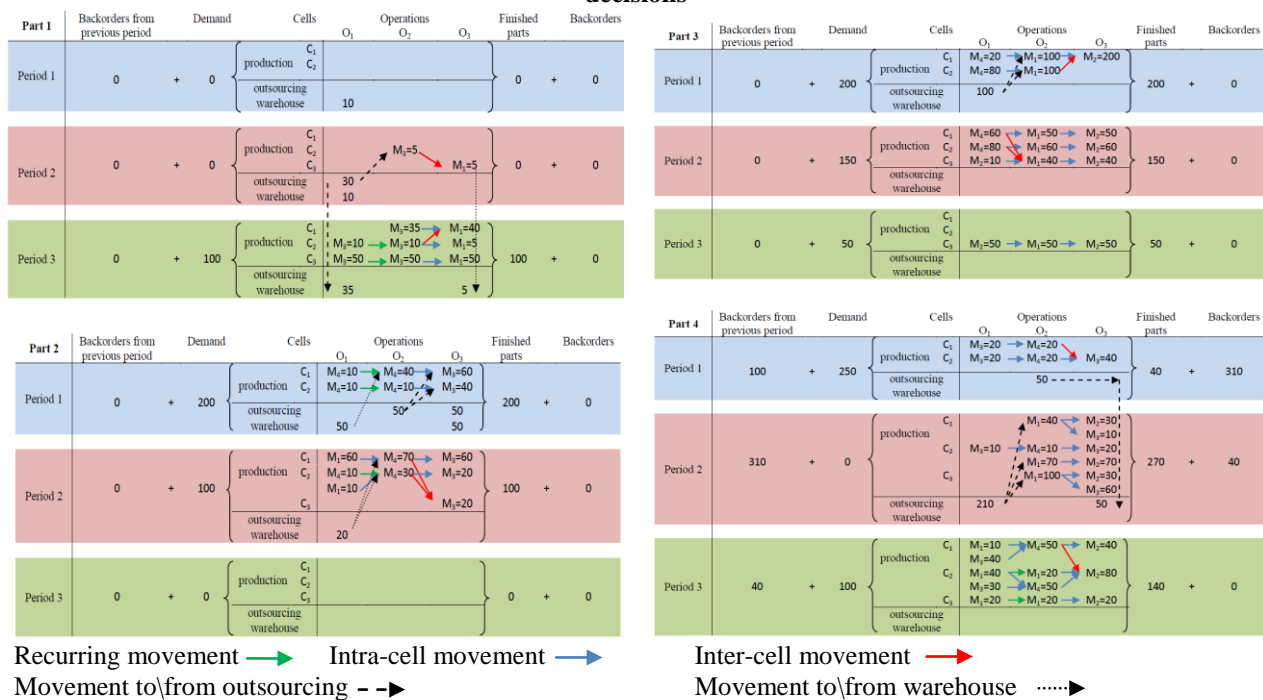 decisions
Part 1 Backorders from previous period Demand Cells Operations Finished parts Backorders
O₁ O₂ O₃
Period 1 0 + 0 production C₁ C₂ 0 + 0
outsourcing
warehouse 10
Period 2 0 + 0 production C₁ C₂ C₃ M₃=5 M₁=5 0 + 0
outsourcing 30
warehouse 10
Period 3 0 + 100 production 100 + 0
C₁ M₃=35 M₁=40
C₂ M₃=10 M₃=10 M₁=5
C₃ M₃=50 M₃=50 M₁=50
outsourcing
warehouse 35 5
Part 2 Backorders from previous period Demand Cells Operations Finished parts Backorders
O₁ O₂ O₃
Period 1 0 + 200 production 200 + 0
C₁ M₄=10 M₄=40 M₃=60
C₂ M₄=10 M₄=10 M₃=40
outsourcing 50 50
warehouse 50 50
Period 2 0 + 100 production 100 + 0
C₁ M₁=60 M₄=70 M₃=60
C₂ M₄=10 M₄=30 M₃=20
M₁=10
C₃ M₃=20
outsourcing
warehouse 20
Period 3 0 + 0 production C₁ C₂ C₃ 0 + 0
outsourcing
warehouse
Part 3 Backorders from previous period Demand Cells Operations Finished parts Backorders
O₁ O₂ O₃
Period 1 0 + 200 production 200 + 0
C₁ M₄=20 M₁=100 M₂=200
C₂ M₄=80 M₁=100
outsourcing 100
warehouse
Period 2 0 + 150 production 150 + 0
C₁ M₄=60 M₁=50 M₂=50
C₂ M₄=80 M₁=60 M₂=60
C₃ M₂=10 M₁=40 M₂=40
outsourcing
warehouse
Period 3 0 + 50 production 50 + 0
C₁
C₂
C₃ M₂=50 M₁=50 M₂=50
outsourcing
warehouse
Part 4 Backorders from previous period Demand Cells Operations Finished parts Backorders
O₁ O₂ O₃
Period 1 100 + 250 production 40 + 310
C₁ M₃=20 M₄=20
C₂ M₃=20 M₄=20 M₃=40
outsourcing 50
warehouse
Period 2 310 + 0 production 270 + 40
C₁ M₁=40 M₂=30
M₃=10
C₂ M₃=10 M₄=10 M₃=20
M₁=70 M₃=70
C₃ M₁=100 M₂=30
M₃=60
outsourcing 210 50
warehouse
Period 3 40 + 100 production 140 + 0
C₁ M₁=10 M₄=50 M₂=40
M₃=40
C₂ M₁=40 M₁=20 M₂=80
M₃=30 M₄=50
C₃ M₁=20 M₁=20 M₂=20
outsourcing
warehouse
Recurring movement Intra-cell movement Inter-cell movement
Movement to\from outsourcing Movement to\from warehouse